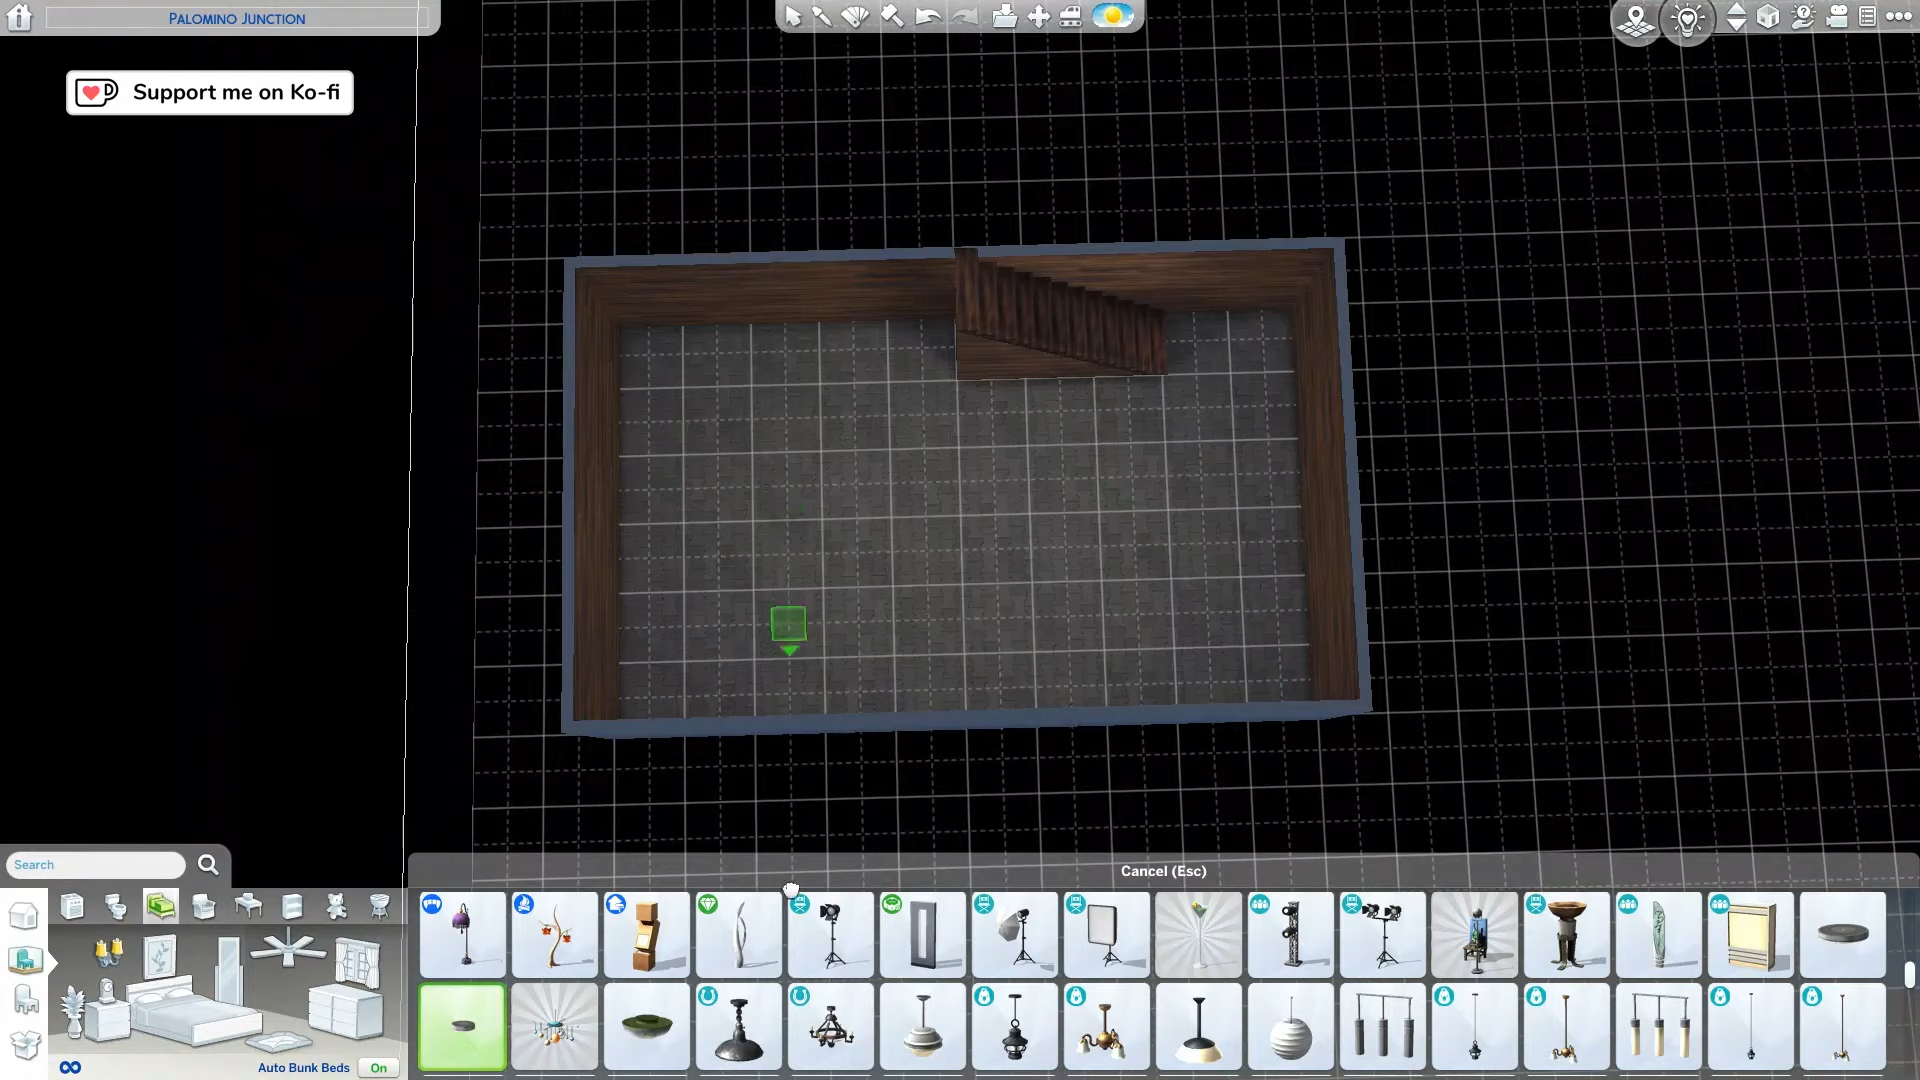 Palomino Junction
Support me on Ko-fi
Cancel (Esc)
Search
Auto Bunk Beds
On